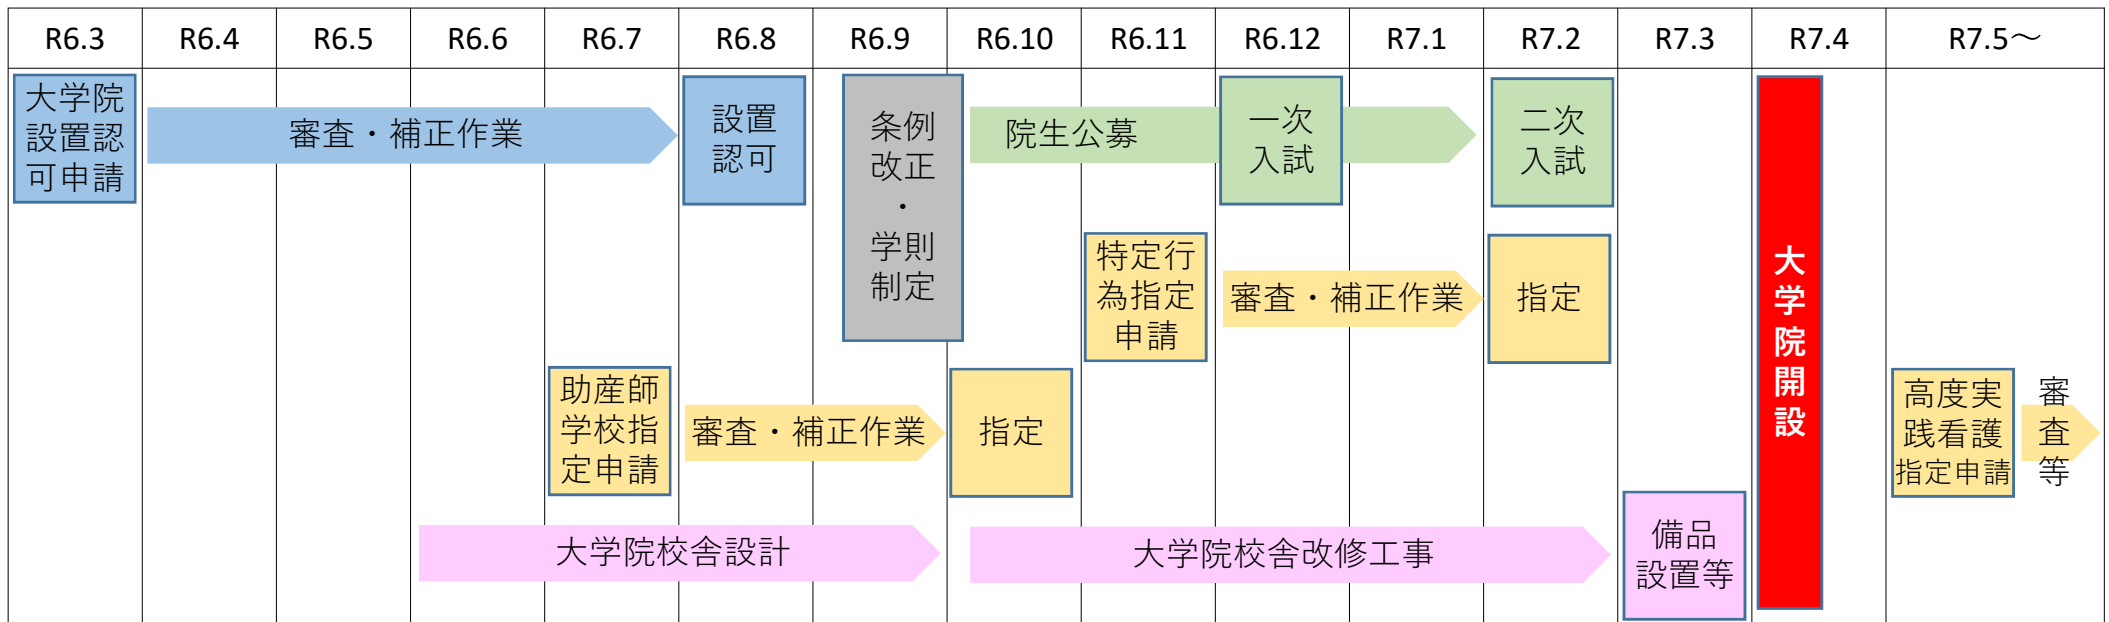 R6.3 R6.4 R6.5 R6.6 R6.7 R6.8 R6.9 R6.10 R6.11 R6.12 R7.1 R7.2 R7.3 R7.4 R7.5～
大学院
設置認
可申請
審査・補正作業
設置
認可
条例
改正
・
学則
制定
院生公募
一次
入試
二次
入試
特定行
為指定
申請
審査・補正作業
指定
助産師
学校指
定申請
審査・補正作業
指定
大学院校舎設計
大学院校舎改修工事
備品
設置等
大学院開設
高度実
践看護
指定申請
審査等